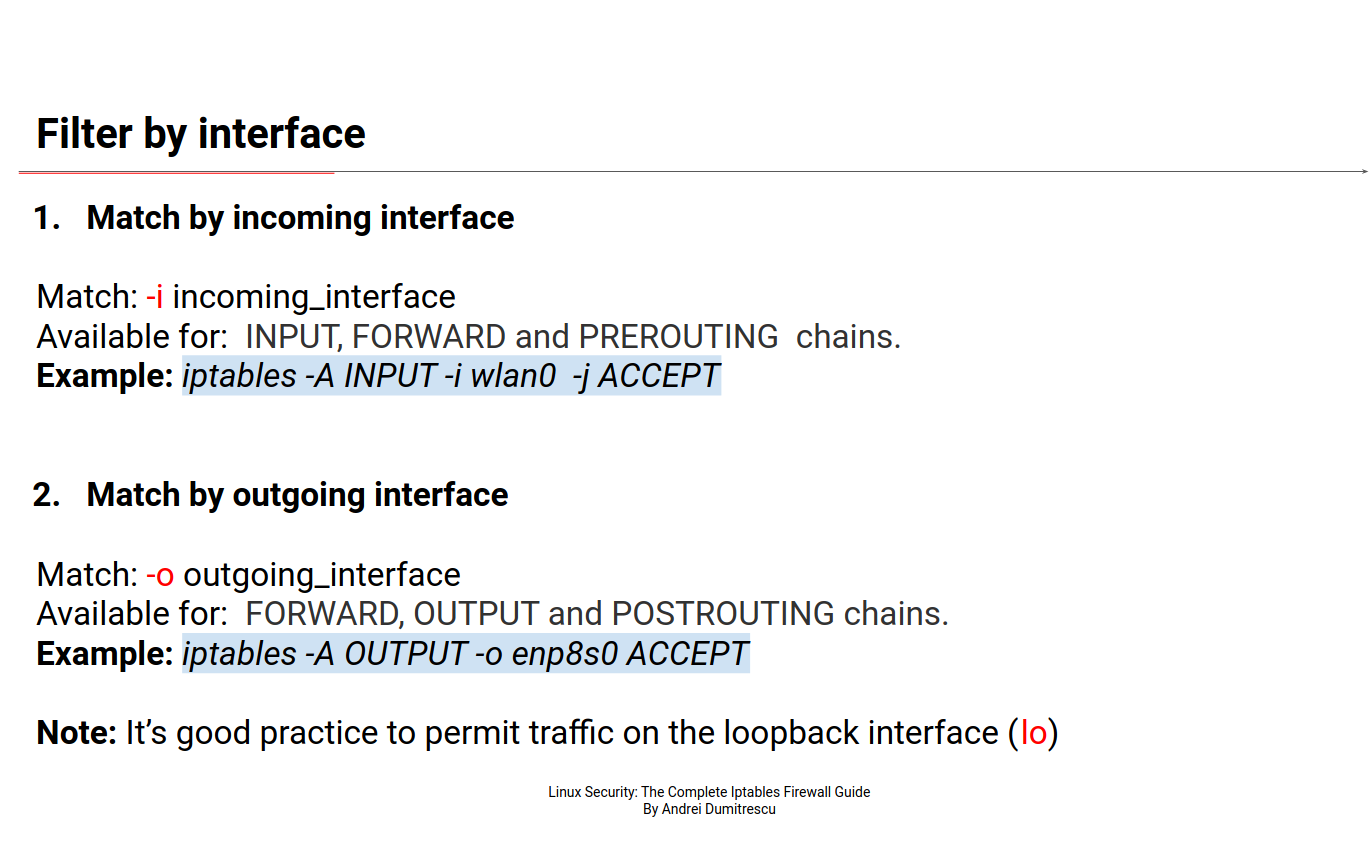 Filter by interface
1. Match by incoming interface
Match: -i incoming_interface
Available for: INPUT, FORWARD and PREROUTING chains.
Example: iptables -A INPUT -i wlan0 -j ACCEPT
2. Match by outgoing interface
Match: -o outgoing_interface
Available for: FORWARD, OUTPUT and POSTROUTING chains.
Example: iptables -A OUTPUT -o enp8s0 ACCEPT
Note: It’s good practice to permit traffic on the loopback interface (lo)
Linux Security: The Complete Iptables Firewall Guide
By Andrei Dumitrescu